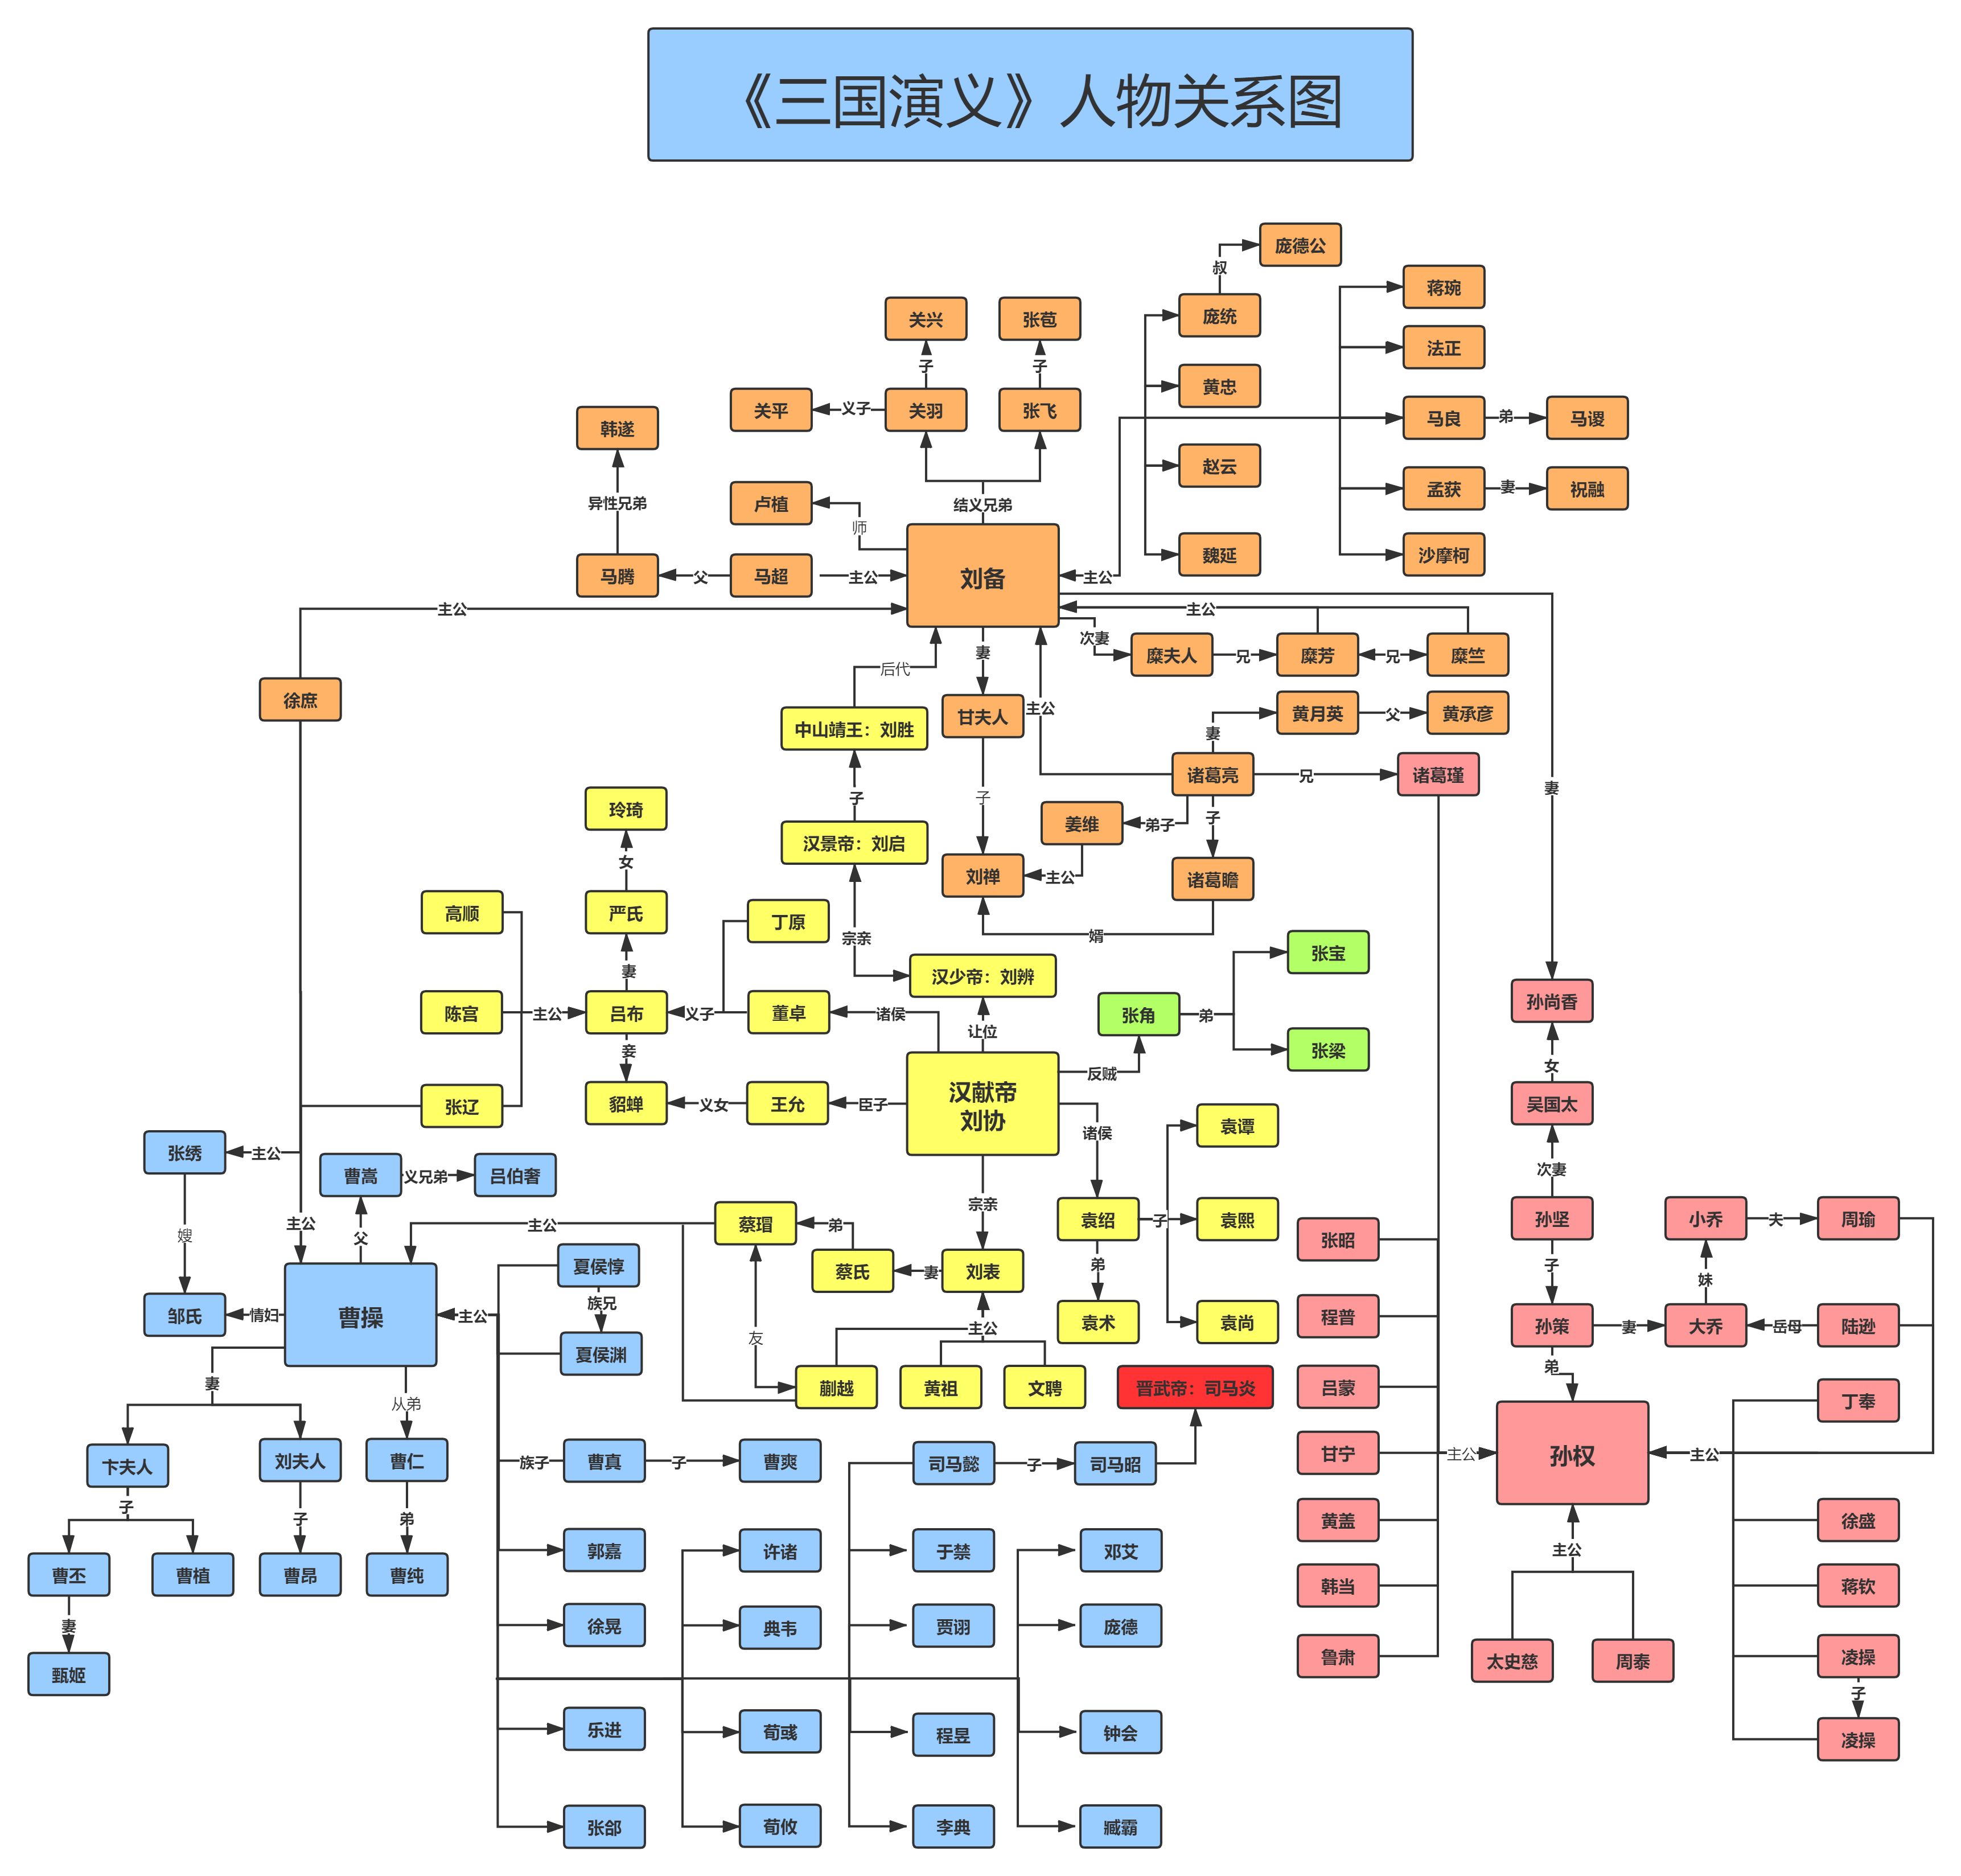 《三国演义》人物关系图
庞德公
叔
蒋琬
关兴
张苞
庞统
法正
子
子
黄忠
关平
义子
关羽
张飞
马良
弟
马谡
韩遂
赵云
异性兄弟
卢植
师
结义兄弟
孟获
妻
祝融
魏延
沙摩柯
马腾
父
马超
主公
刘备
主公
主公
主公
次妻
糜夫人
兄
糜芳
兄
糜竺
徐庶
后代
妻
中山靖王：刘胜
甘夫人
主公
黄月英
父
黄承彦
妻
诸葛亮
兄
诸葛瑾
妻
玲琦
子
子
姜维
弟子
子
汉景帝：刘启
女
刘禅
主公
诸葛瞻
高顺
严氏
丁原
宗亲
婿
妻
汉少帝：刘辨
张宝
陈宫
主公
吕布
义子
董卓
诸侯
让位
张角
弟
张梁
孙尚香
妾
女
张辽
貂蝉
义女
王允
臣子
汉献帝
刘协
反贼
吴国太
诸侯
袁谭
张绣
主公
曹嵩
义兄弟
吕伯奢
次妻
宗亲
嫂
主公
父
主公
蔡瑁
弟
袁绍
子
袁熙
张昭
孙坚
小乔
夫
周瑜
夏侯惇
蔡氏
妻
刘表
弟
子
妹
族兄
邹氏
情妇
曹操
主公
夏侯渊
友
主公
袁术
袁尚
程普
孙策
妻
大乔
岳母
陆逊
弟
妻
从弟
蒯越
黄祖
文聘
晋武帝：司马炎
吕蒙
丁奉
卞夫人
刘夫人
曹仁
族子
曹真
子
曹爽
司马懿
子
司马昭
甘宁
主公
孙权
主公
子
子
弟
黄盖
徐盛
主公
曹丕
曹植
曹昂
曹纯
郭嘉
许诸
于禁
邓艾
韩当
蒋钦
妻
徐晃
典韦
贾诩
庞德
甄姬
鲁肃
太史慈
周泰
凌操
子
乐进
荀彧
程昱
钟会
凌操
张郃
荀攸
李典
臧霸